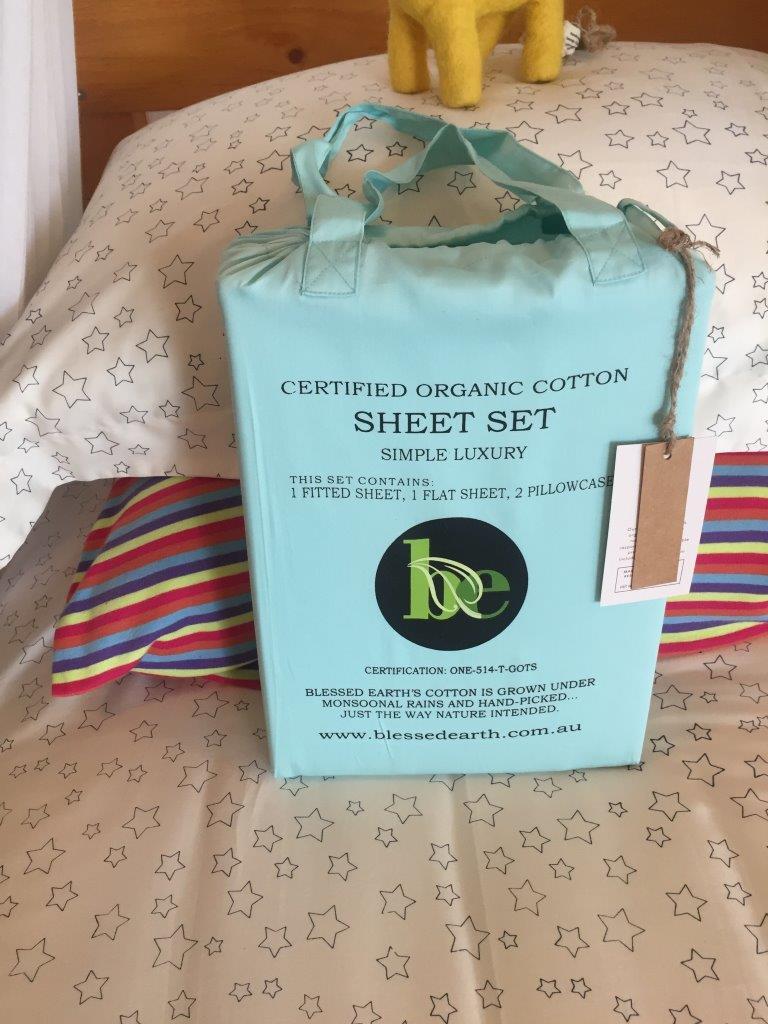 CERTIFIED ORGANIC COTTON
SHEET SET
SIMPLE LUXURY
THIS SET CONTAINS:
1 FITTED SHEET, 1 FLAT SHEET, 2 PILLOWCASE
be
CERTIFICATION: ONE-514-T-GOTS
BLESSED EARTH'S COTTON IS GROWN UNDER
MONSOONAL RAINS AND HAND-PICKED...
JUST THE WAY NATURE INTENDED.
www.blessedearth.com.au